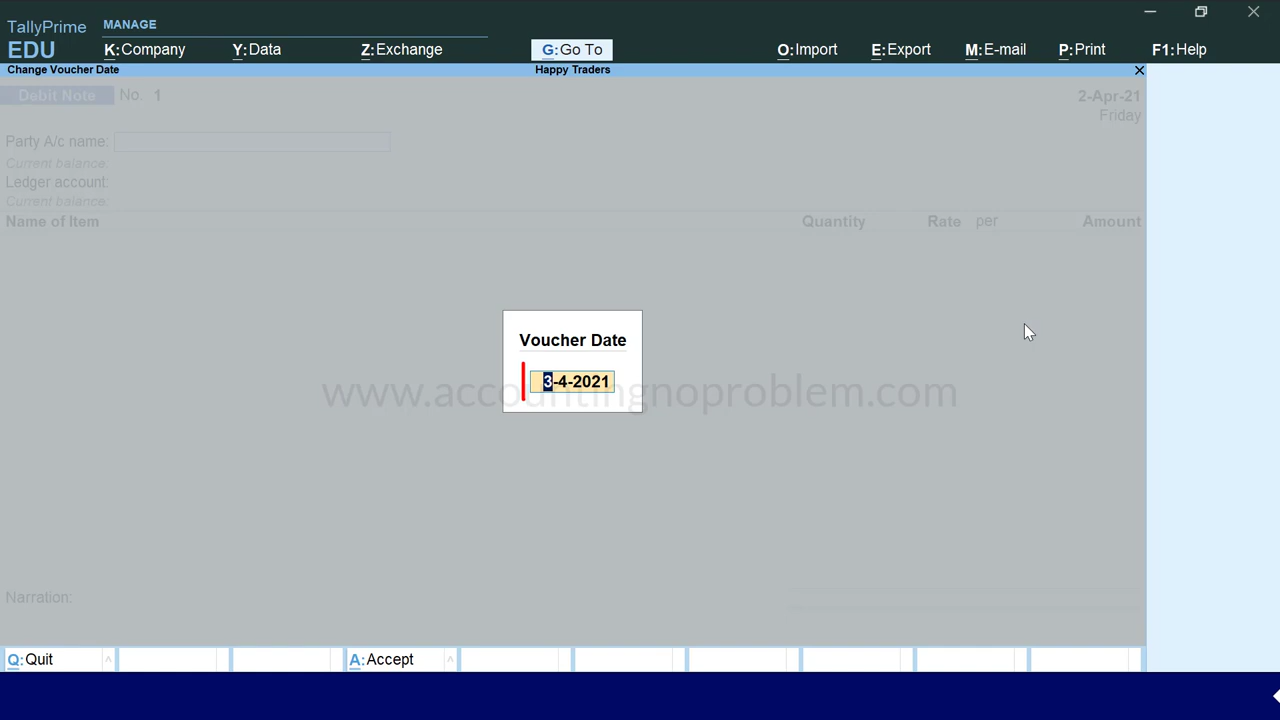 TallyPrime
EDU
MANAGE
K:Company Y:Data Z:Exchange G:Go To O:Import E:Export M:E-mail P:Print F1:Help
Change Voucher Date Happy Traders
Debit Note No. 1 2-Apr-21
Friday
Party A/c name:
Current balance:
Ledger account:
Current balance:
Name of Item Quantity Rate per Amount
Voucher Date
3-4-2021
www.accountingnoproblem.com
Narration:
Q:Quit A:Accept